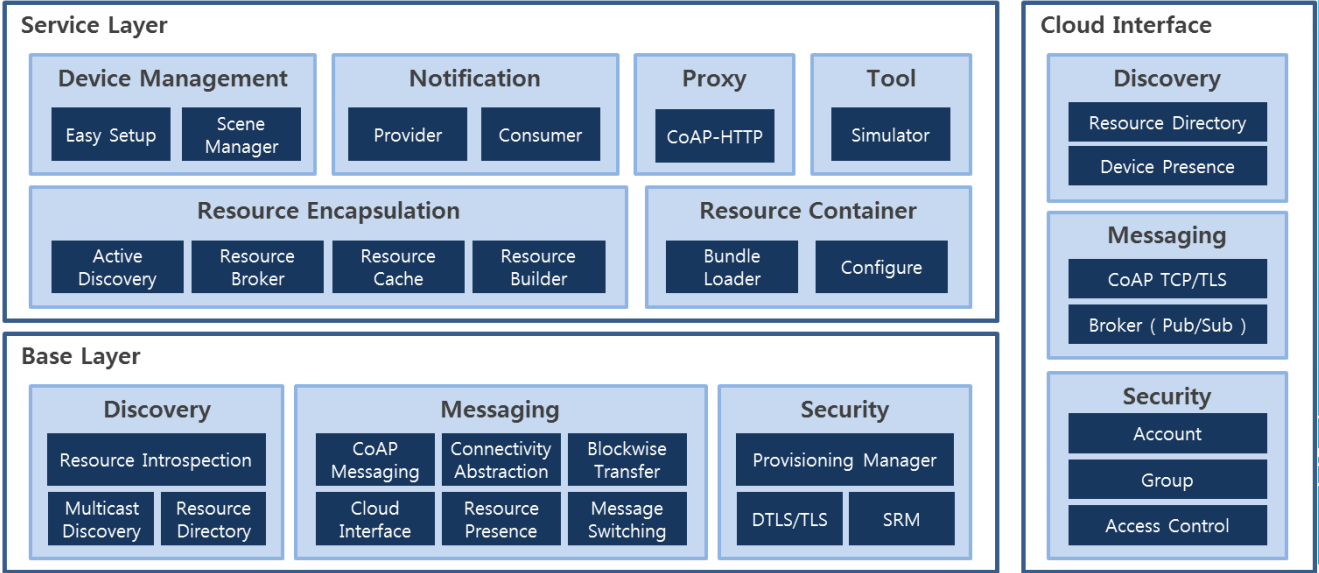 Service Layer
Device Management
Easy Setup
Scene
Manager
Notification
Provider
Consumer
Proxy
CoAP-HTTP
Tool
Simulator
Resource Encapsulation
Active
Discovery
Resource
Broker
Resource
Cache
Resource
Builder
Resource Container
Bundle
Loader
Configure
Base Layer
Discovery
Resource Introspection
Multicast
Discovery
Resource
Directory
Messaging
CoAP
Messaging
Connectivity
Abstraction
Blockwise
Transfer
Cloud
Interface
Resource
Presence
Message
Switching
Security
Provisioning Manager
DTLS/TLS
SRM
Cloud Interface
Discovery
Resource Directory
Device Presence
Messaging
CoAP TCP/TLS
Broker ( Pub/Sub )
Security
Account
Group
Access Control